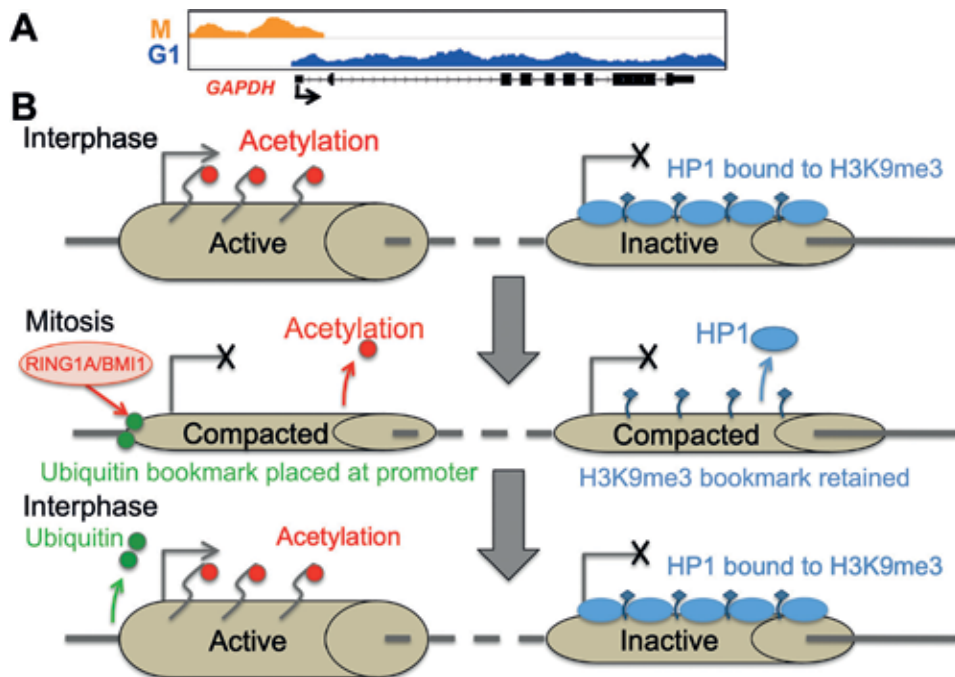 A
M
G1
GAPDH
B
Interphase
Acetylation
HP1 bound to H3K9me3
X
Active
Inactive
Mitosis
RING1A/BMI1
X
Acetylation
HP1
X
Compacted
Compacted
Ubiquitin bookmark placed at promoter
H3K9me3 bookmark retained
Interphase
Ubiquitin
Acetylation
HP1 bound to H3K9me3
X
Active
Inactive